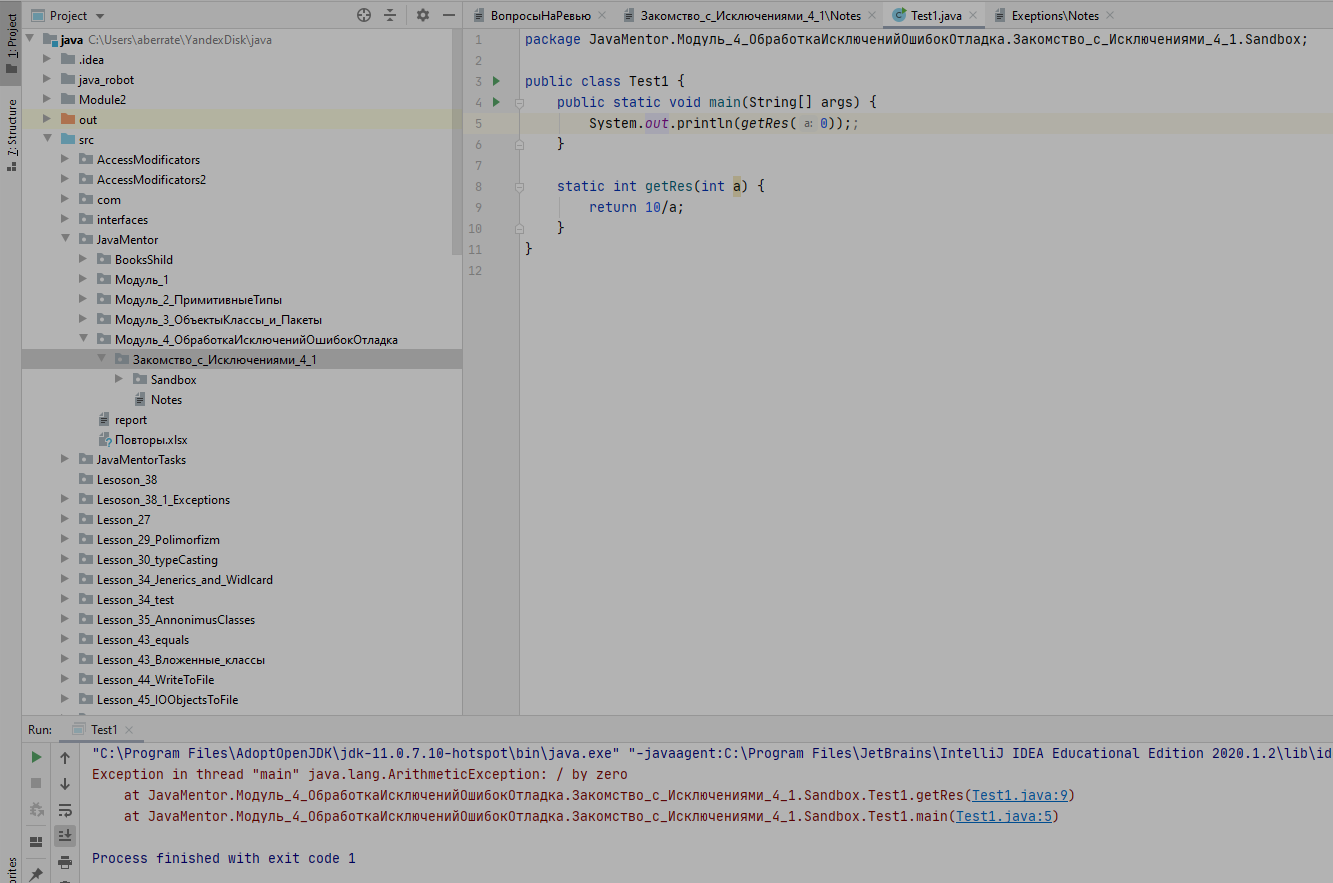 Project
ВопросыНаРевью
Закомство_с_Исключениями_4_1\Notes
Test1.java
Exeptions\Notes
1: Project
7: Structure
java C:\Users\aberrate\YandexDisk\java
.idea
java_robot
Module2
out
src
AccessModificators
AccessModificators2
com
interfaces
JavaMentor
BooksShild
Модуль_1
Модуль_2_ПримитивныеТипы
Модуль_3_ОбъектыКлассы_и_Пакеты
Модуль_4_ОбработкаИсключенийОшибокОтладка
Закомство_с_Исключениями_4_1
Sandbox
Notes
report
Повторы.xlsx
JavaMentorTasks
Lesoson_38
Lesoson_38_1_Exceptions
Lesson_27
Lesson_29_Polimorfizm
Lesson_30_typeCasting
Lesson_34_Jenerics_and_Widlcard
Lesson_34_test
Lesson_35_AnnonimusClasses
Lesson_43_equals
Lesson_43_Вложенные_классы
Lesson_44_WriteToFile
Lesson_45_IOObjectsToFile
1 package JavaMentor.Модуль_4_ОбработкаИсключенийОшибокОтладка.Закомство_с_Исключениями_4_1.Sandbox;
2
3 public class Test1 {
4 public static void main(String[] args) {
5 System.out.println(getRes( a: 0));;
6 }
7
8 static int getRes(int a) {
9 return 10/a;
10 }
11 }
12
Run: Test1
"C:\Program Files\AdoptOpenJDK\jdk-11.0.7.10-hotspot\bin\java.exe" "-javaagent:C:\Program Files\JetBrains\IntelliJ IDEA Educational Edition 2020.1.2\lib\id
Exception in thread "main" java.lang.ArithmeticException: / by zero
at JavaMentor.Модуль_4_ОбработкаИсключенийОшибокОтладка.Закомство_с_Исключениями_4_1.Sandbox.Test1.getRes(Test1.java:9)
at JavaMentor.Модуль_4_ОбработкаИсключенийОшибокОтладка.Закомство_с_Исключениями_4_1.Sandbox.Test1.main(Test1.java:5)
Process finished with exit code 1